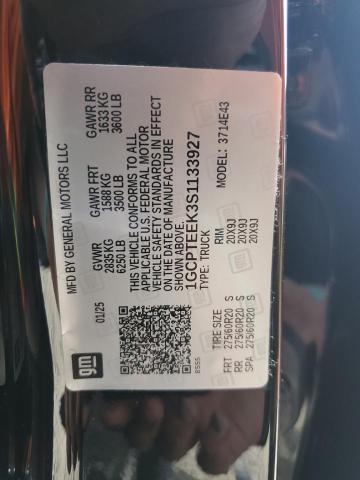 MFD BY GENERAL MOTORS LLC
01/25
GVWR GAWR FRT GAWR RR
2835 KG 1588 KG 1633 KG
6250 LB 3500 LB 3600 LB
THIS VEHICLE CONFORMS TO ALL
APPLICABLE U.S. FEDERAL MOTOR
VEHICLE SAFETY STANDARDS IN EFFECT
ON THE DATE OF MANUFACTURE
SHOWN ABOVE.
1GCPTEEK3S1133927
TYPE: TRUCK MODEL: 3714E43
TIRE SIZE RIM
FRT 275/60R20 S 20X9J
RR 275/60R20 S 20X9J
SPA 275/60R20 S 20X9J
gm